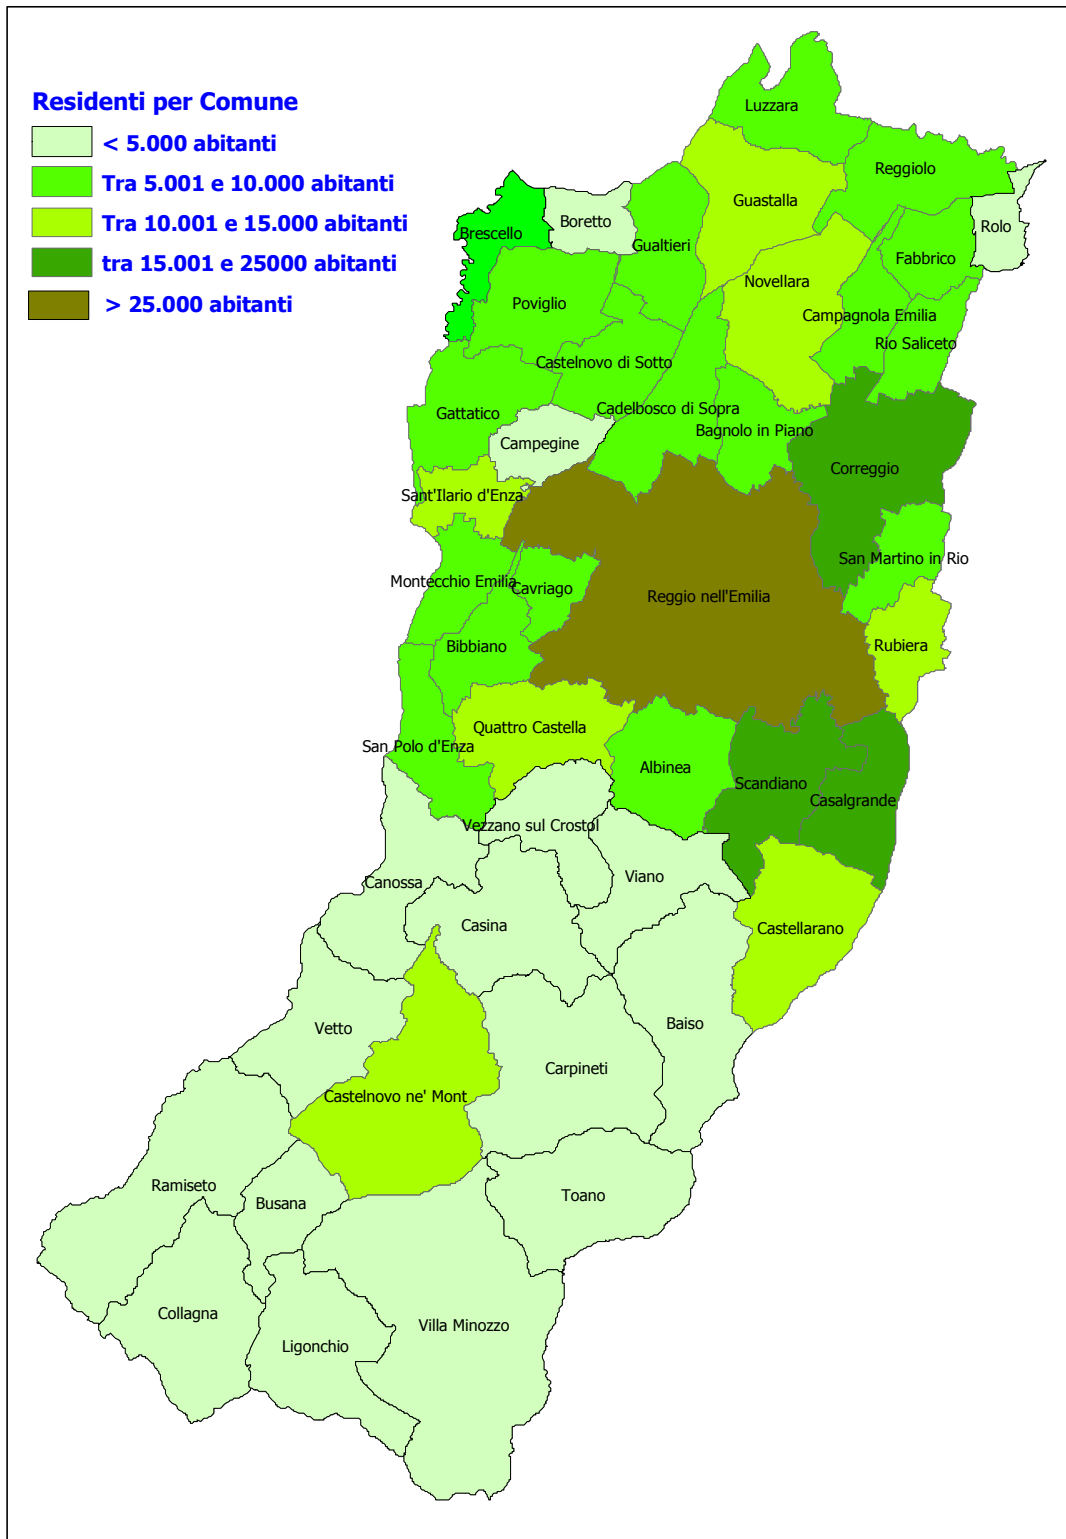 Residenti per Comune
< 5.000 abitanti
Tra 5.001 e 10.000 abitanti
Tra 10.001 e 15.000 abitanti
tra 15.001 e 25000 abitanti
> 25.000 abitanti
Luzzara
Reggiolo
Guastalla
Rolo
Boretto
Brescello
Gualtieri
Fabbrico
Novellara
Poviglio
Campagnola Emilia
Rio Saliceto
Castelnovo di Sotto
Cadelbosco di Sopra
Gattatico
Bagnolo in Piano
Campegine
Correggio
Sant'Ilario d'Enza
San Martino in Rio
Montecchio Emilia
Cavriago
Reggio nell'Emilia
Rubiera
Bibbiano
Quattro Castella
San Polo d'Enza
Albinea
Scandiano
Casalgrande
Vezzano sul Crostol
Viano
Canossa
Casina
Castellarano
Baiso
Vetto
Carpineti
Castelnovo ne' Mont
Ramiseto
Busana
Toano
Collagna
Villa Minozzo
Ligonchio